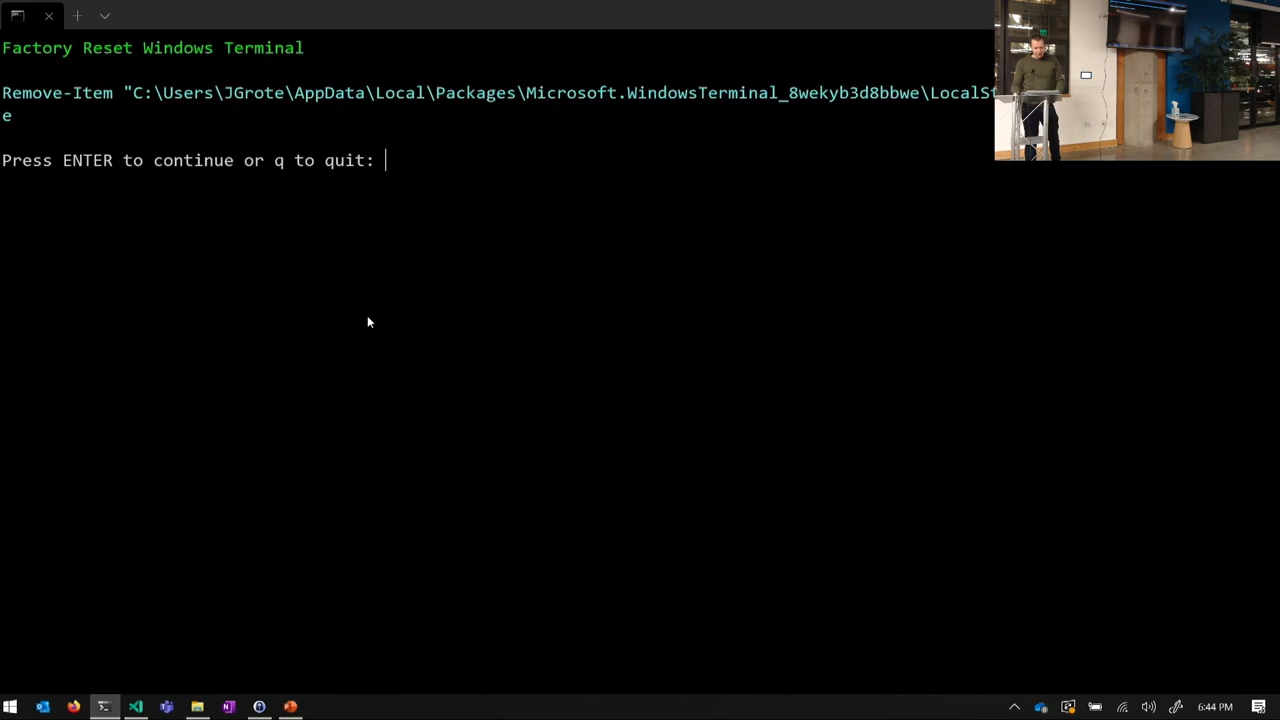 Factory Reset Windows Terminal
Remove-Item "C:\Users\JGrote\AppData\Local\Packages\Microsoft.WindowsTerminal_8wekyb3d8bbwe\LocalSt
e
Press ENTER to continue or q to quit:
6:44 PM